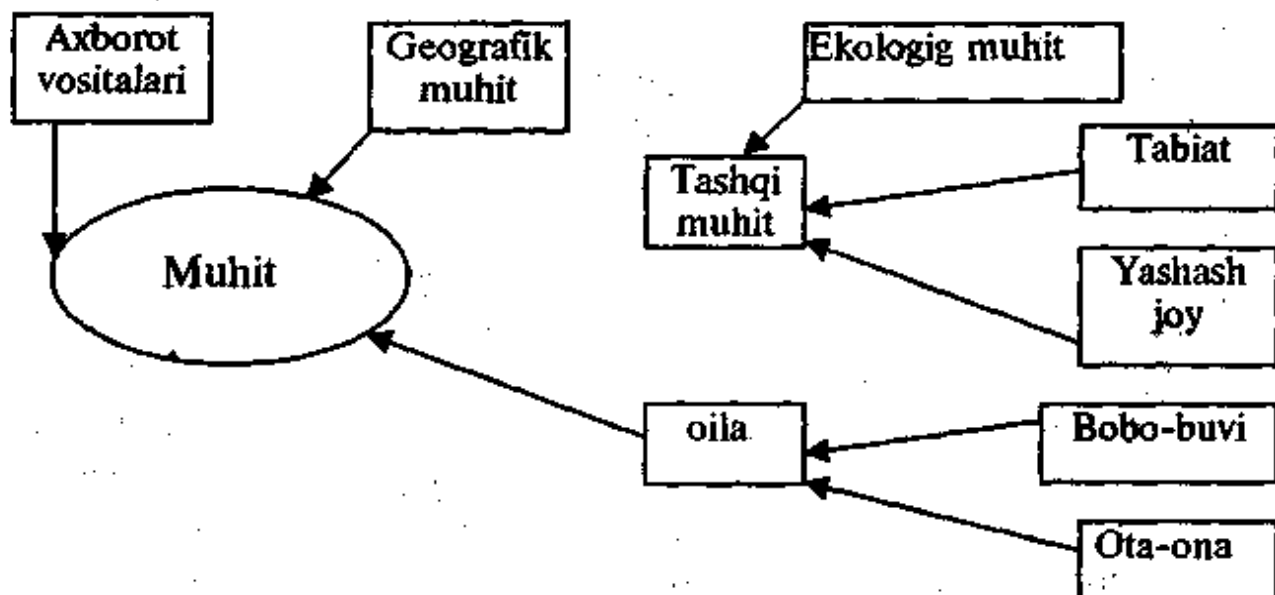 Axborot
vositalari
Geografik
muhit
Ekologig muhit
Tashqi
muhit
Tabiat
Muhit
Yashash
joy
oila
Bobo-buvi
Ota-ona